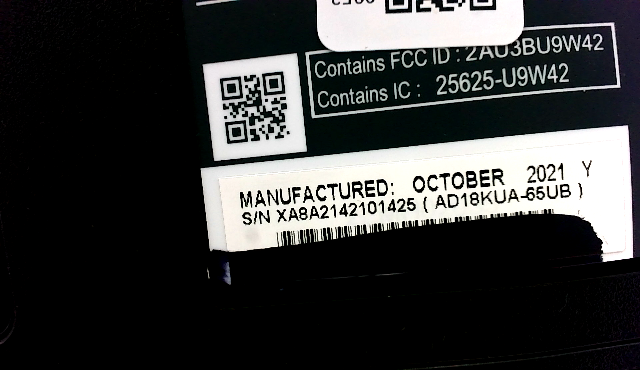 Contains FCC ID : 2AU3BU9W42
Contains IC : 25625-U9W42
MANUFACTURED: OCTOBER 2021 Y
S/N XA8A2142101425 ( AD18KUA-65UB )